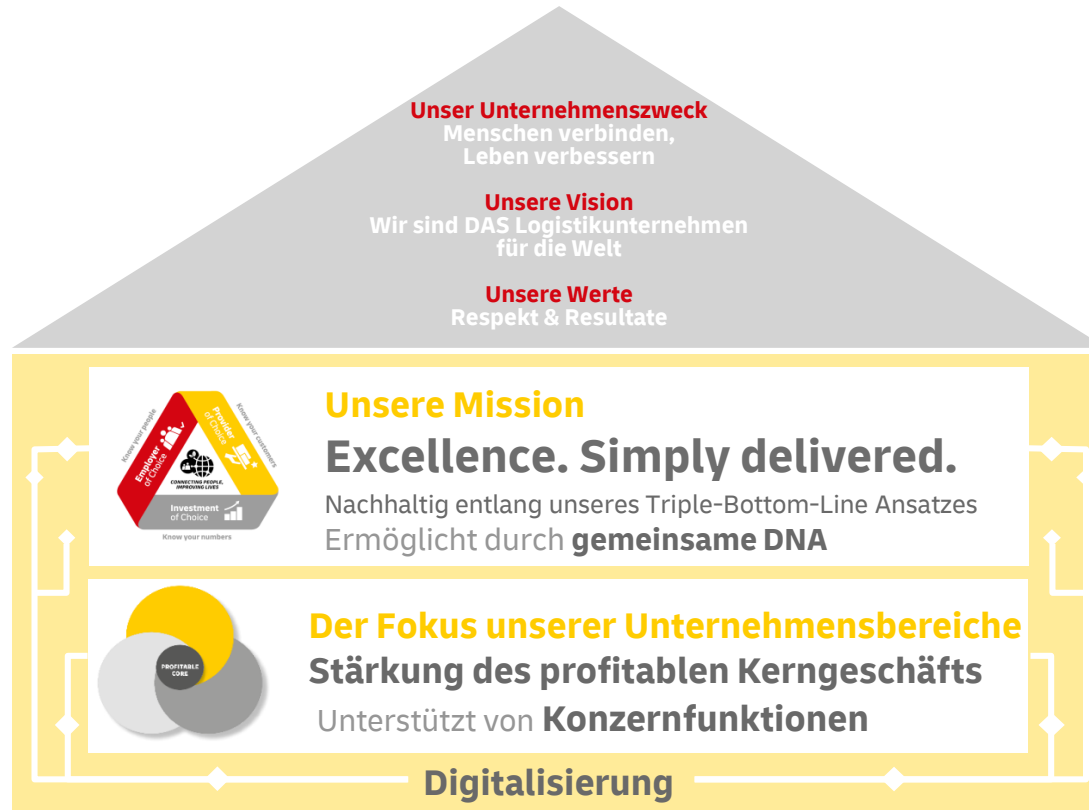 Unser Unternehmenszweck
Menschen verbinden,
Leben verbessern
Unsere Vision
Wir sind DAS Logistikunternehmen
für die Welt
Unsere Werte
Respekt & Resultate
Know your people
Employer
of Choice
Provider
of Choice
Know your customers
CONNECTING PEOPLE,
IMPROVING LIVES
Investment
of Choice
Know your numbers
Unsere Mission
Excellence. Simply delivered.
Nachhaltig entlang unseres Triple-Bottom-Line Ansatzes
Ermöglicht durch gemeinsame DNA
PROFITABLE
CORE
Der Fokus unserer Unternehmensbereiche
Stärkung des profitablen Kerngeschäfts
Unterstützt von Konzernfunktionen
Digitalisierung